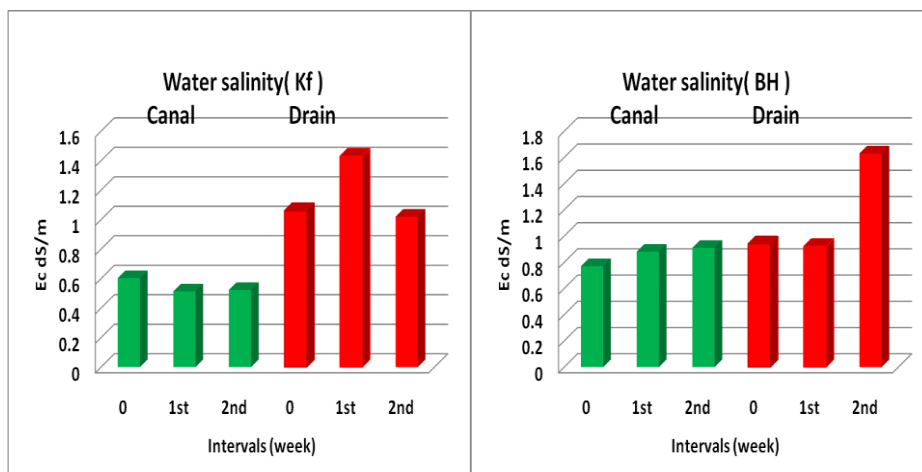 Water salinity( Kf )
Canal Drain
1.6
1.4
1.2
1
0.8
0.6
0.4
0.2
0
Ec dS/m
0 1st 2nd 0 1st 2nd
Intervals (week)
Water salinity( BH )
Canal Drain
1.8
1.6
1.4
1.2
1
0.8
0.6
0.4
0.2
0
Ec dS/m
0 1st 2nd 0 1st 2nd
Intervals (week)